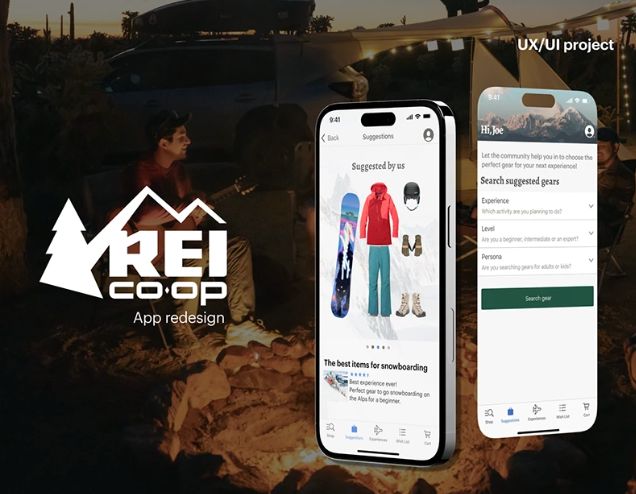 UX/UI project
REI
CO·OP
App redesign
9:41
Back
Suggestions
Suggested by us
The best items for snowboarding
Best experience ever!
Perfect gear to go snowboarding
on the Alps for a beginner.
Shop
Suggestions
Experiences
Wish List
Cart
9:41
Hi, Joe
Let the community help you in to choose the
perfect gear for your next experience!
Search suggested gears
Experience
Which activity are you planning to do?
Level
Are you a beginner, intermediate or an expert?
Persona
Are you searching gears for adults or kids?
Search gear
Shop
Suggestions
Experiences
Wish List
Cart